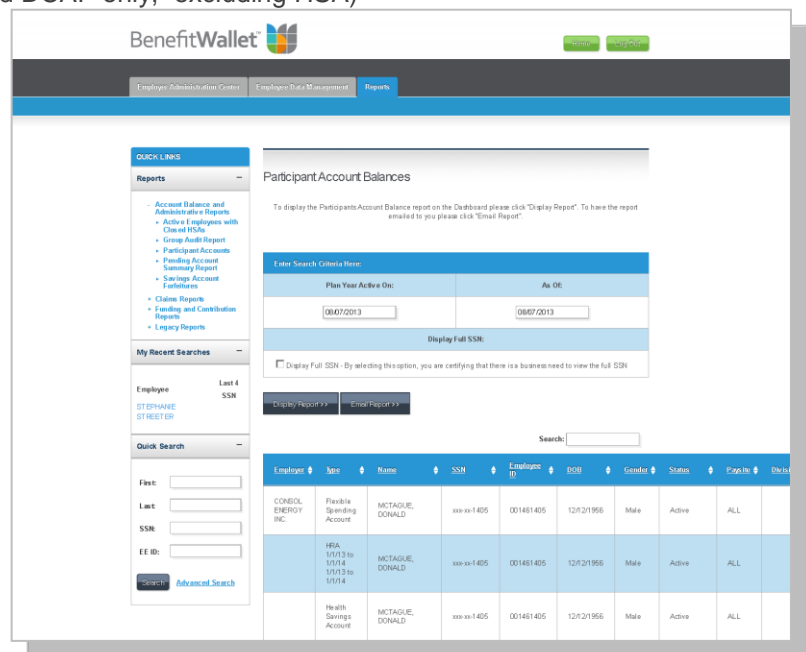 d DCAP only, excluding HSA)
BenefitWallet
Home Log Out
Employee Administration Center Employee Data Management Reports
QUICK LINKS
Reports –
Account Balance and
Administrative Reports
Active Employees with
Closed HSAs
Group Audit Report
Participant Accounts
Pending Account
Summary Report
Savings Account
Forfeitures
Claims Reports
Funding and Contribution
Reports
Legacy Reports
My Recent Searches –
Employee Last 4
SSN
STEPHANIE
STREETER
Quick Search –
First:
Last:
SSN:
EE ID:
Search Advanced Search
Participant Account Balances
To display the Participants Account Balance report on the Dashboard please click "Display Report". To have the report
emailed to you please click "Email Report".
Enter Search Criteria Here:
Plan Year Active On: As Of:
08/07/2013 08/07/2013
Display Full SSN:
Display Full SSN - By selecting this option, you are certifying that there is a business need to view the full SSN
Display Report >> Email Report >>
Search:
Employer Type Name SSN Employee
ID DOB Gender Status Paysite Divisi
CONSOL
ENERGY
INC. Flexible
Spending
Account MCTAGUE,
DONALD xxx-xx-1405 001461405 12/12/1956 Male Active ALL
HRA
1/1/13 to
1/1/14
1/1/13 to
1/1/14 MCTAGUE,
DONALD xxx-xx-1405 001461405 12/12/1956 Male Active ALL
Health
Savings
Account MCTAGUE,
DONALD xxx-xx-1405 001461405 12/12/1956 Male Active ALL